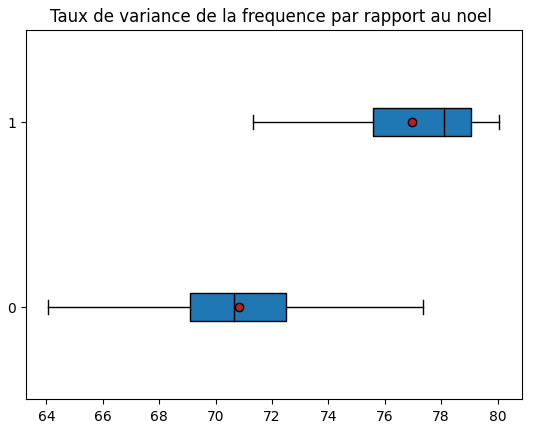 Taux de variance de la frequence par rapport au noel
1
0
64 66 68 70 72 74 76 78 80